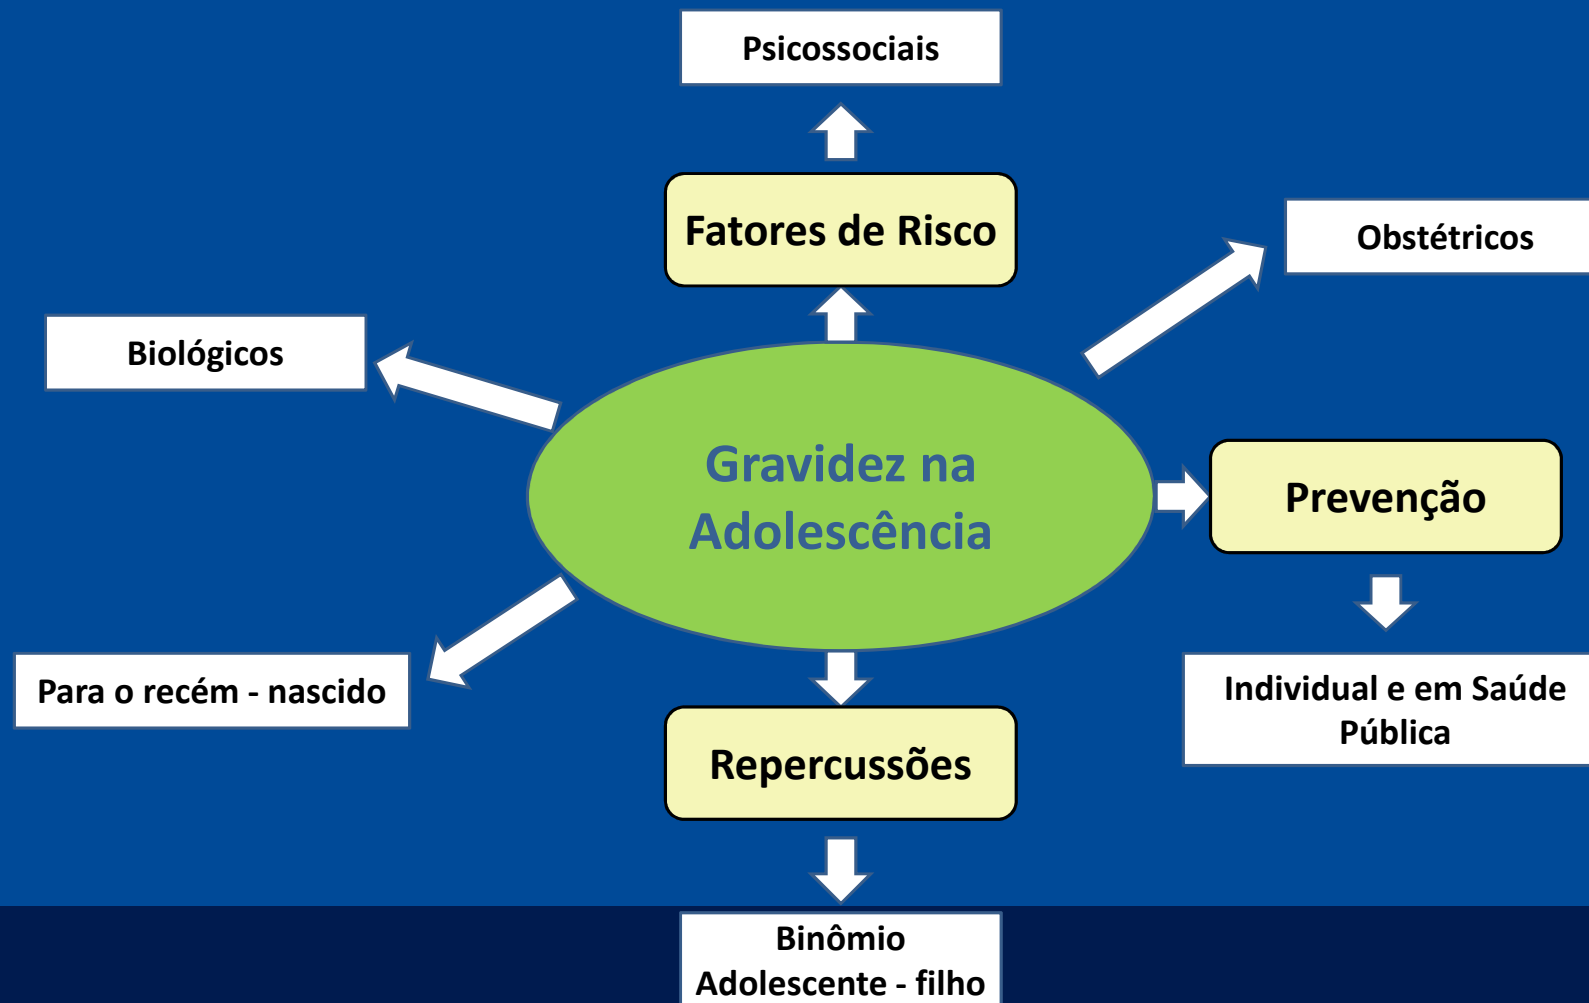 Psicossociais
Fatores de Risco
Obstétricos
Biológicos
Gravidez na
Adolescência
Prevenção
Para o recém - nascido
Individual e em Saúde
Pública
Repercussões
Binômio
Adolescente - filho